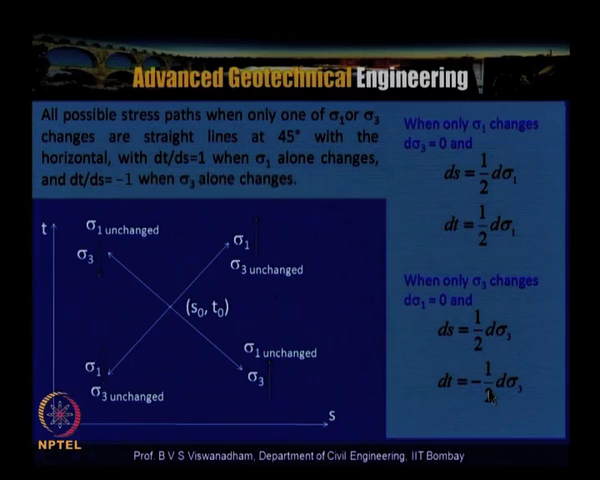 Advanced Geotechnical Engineering
All possible stress paths when only one of σ₁or σ₃
changes are straight lines at 45° with the
horizontal, with dt/ds=1 when σ₁ alone changes,
and dt/ds= −1 when σ₃ alone changes.
When only σ₁ changes
dσ₃ = 0 and
ds = 1/2 dσ₁
dt = 1/2 dσ₁
When only σ₃ changes
dσ₁ = 0 and
ds = 1/2 dσ₃
dt = −1/2 dσ₃
t
σ₁ unchanged
σ₃
σ₁
σ₃ unchanged
(s₀, t₀)
σ₁
σ₃ unchanged
σ₁ unchanged
σ₃
s
NPTEL
Prof. B V S Viswanadham, Department of Civil Engineering, IIT Bombay